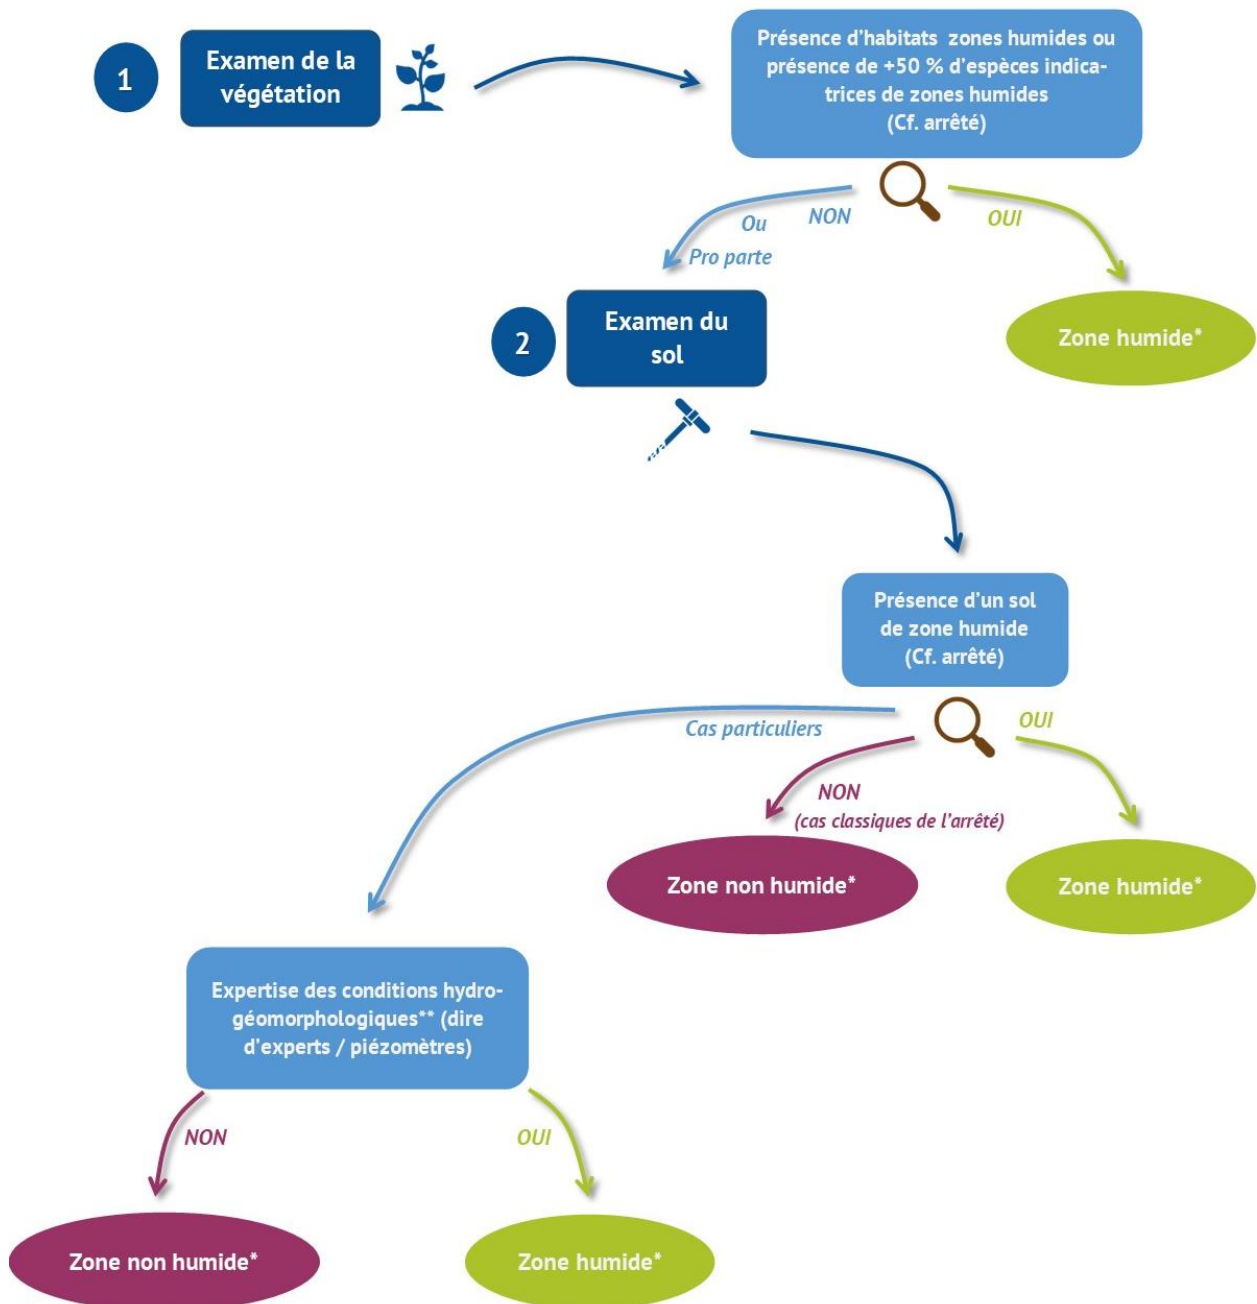 1
Examen de la
végétation
Présence d'habitats zones humides ou
présence de +50 % d'espèces indica-
trices de zones humides
(Cf. arrêté)
Ou NON
Pro parte
OUI
2
Examen du
sol
Zone humide*
Présence d'un sol
de zone humide
(Cf. arrêté)
Cas particuliers
NON
(cas classiques de l'arrêté)
OUI
Zone non humide*
Zone humide*
Expertise des conditions hydro-
géomorphologiques** (dire
d'experts / piézomètres)
NON
OUI
Zone non humide*
Zone humide*